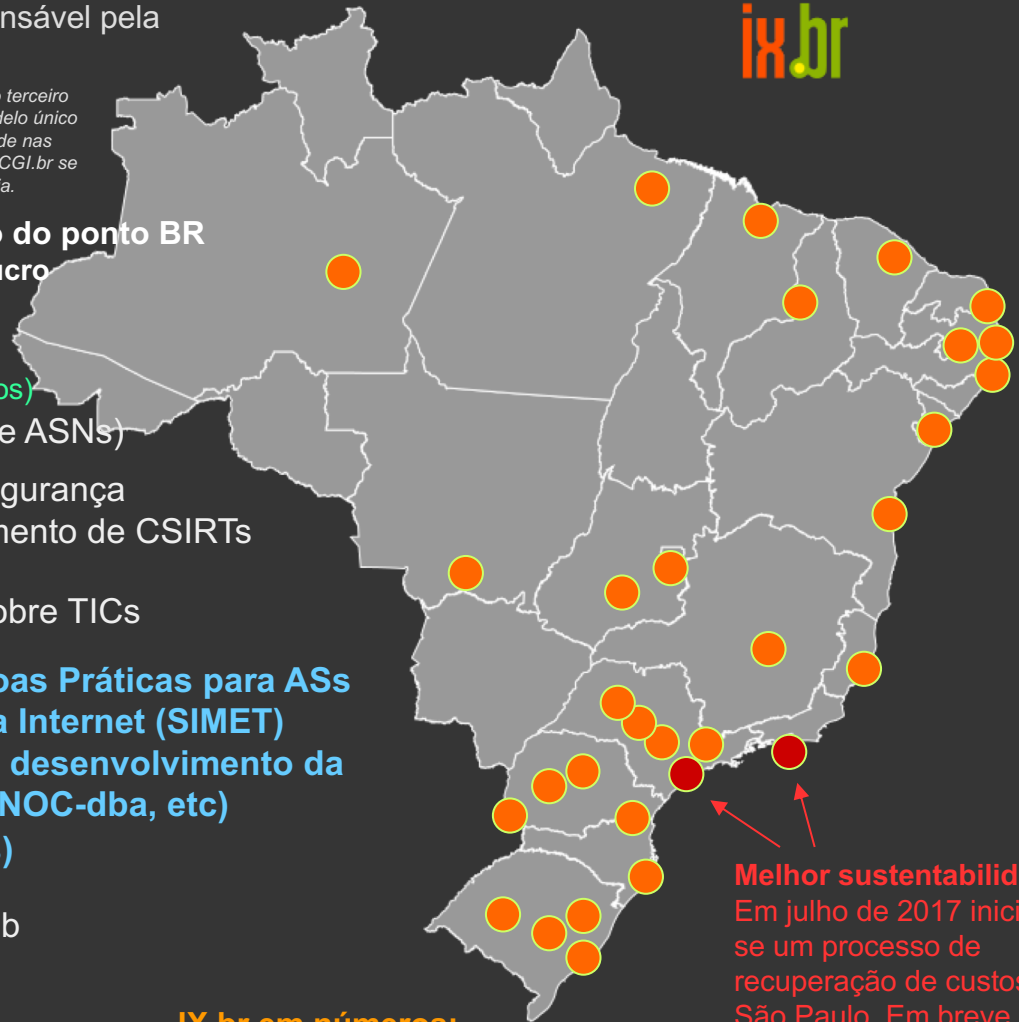 nsável pela
ix.br
o terceiro
delo único
de nas
CGI.br se
ia.
o do ponto BR
ucro
os)
e ASNs)
gurança
mento de CSIRTs
obre TICs
oas Práticas para ASs
a Internet (SIMET)
desenvolvimento da
NOC-dba, etc)
)
b
Melhor sustentabilid
Em julho de 2017 inici
se um processo de
recuperação de custos
São Paulo. Em breve
IX.br em números: